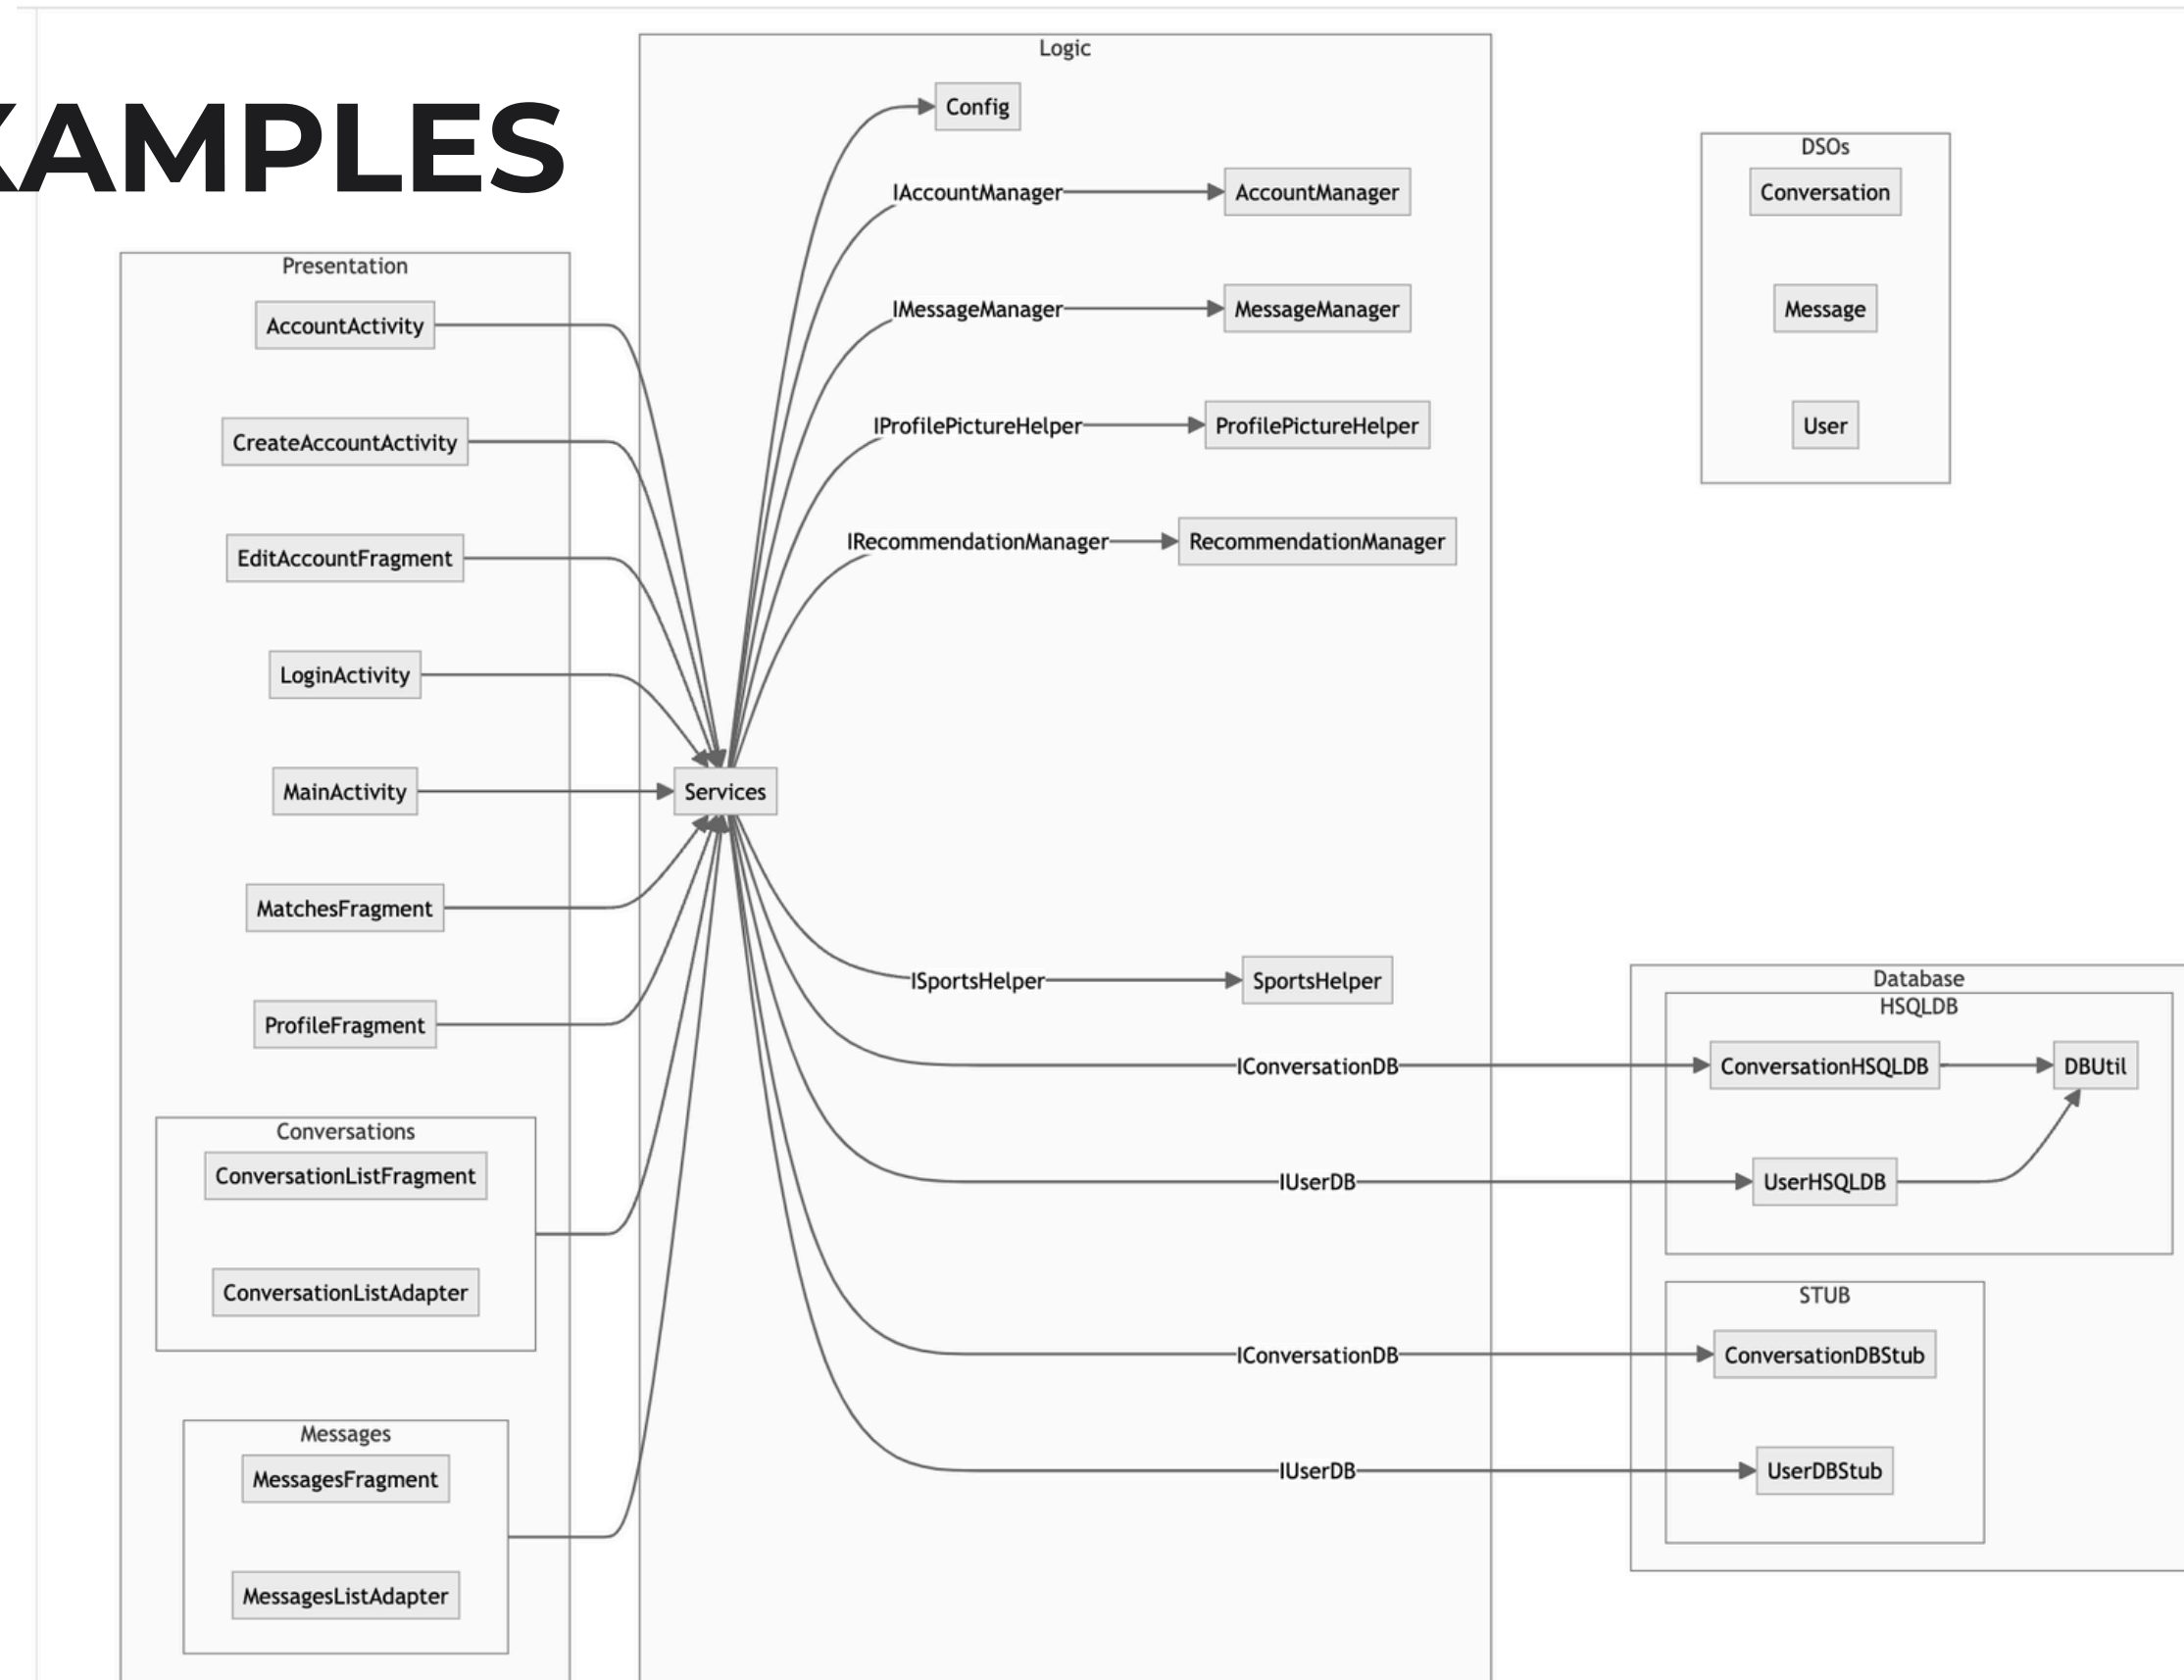 XAMPLES
Presentation
AccountActivity
CreateAccountActivity
EditAccountFragment
LoginActivity
MainActivity
MatchesFragment
ProfileFragment
Conversations
ConversationListFragment
ConversationListAdapter
Messages
MessagesFragment
MessagesListAdapter
Logic
Config
IAccountManager
AccountManager
IMessageManager
MessageManager
IProfilePictureHelper
ProfilePictureHelper
IRecommendationManager
RecommendationManager
Services
ISportsHelper
SportsHelper
IConversationDB
IUserDB
IConversationDB
IUserDB
DSOs
Conversation
Message
User
Database
HSQLDB
ConversationHSQLDB
DBUtil
UserHSQLDB
STUB
ConversationDBStub
UserDBStub